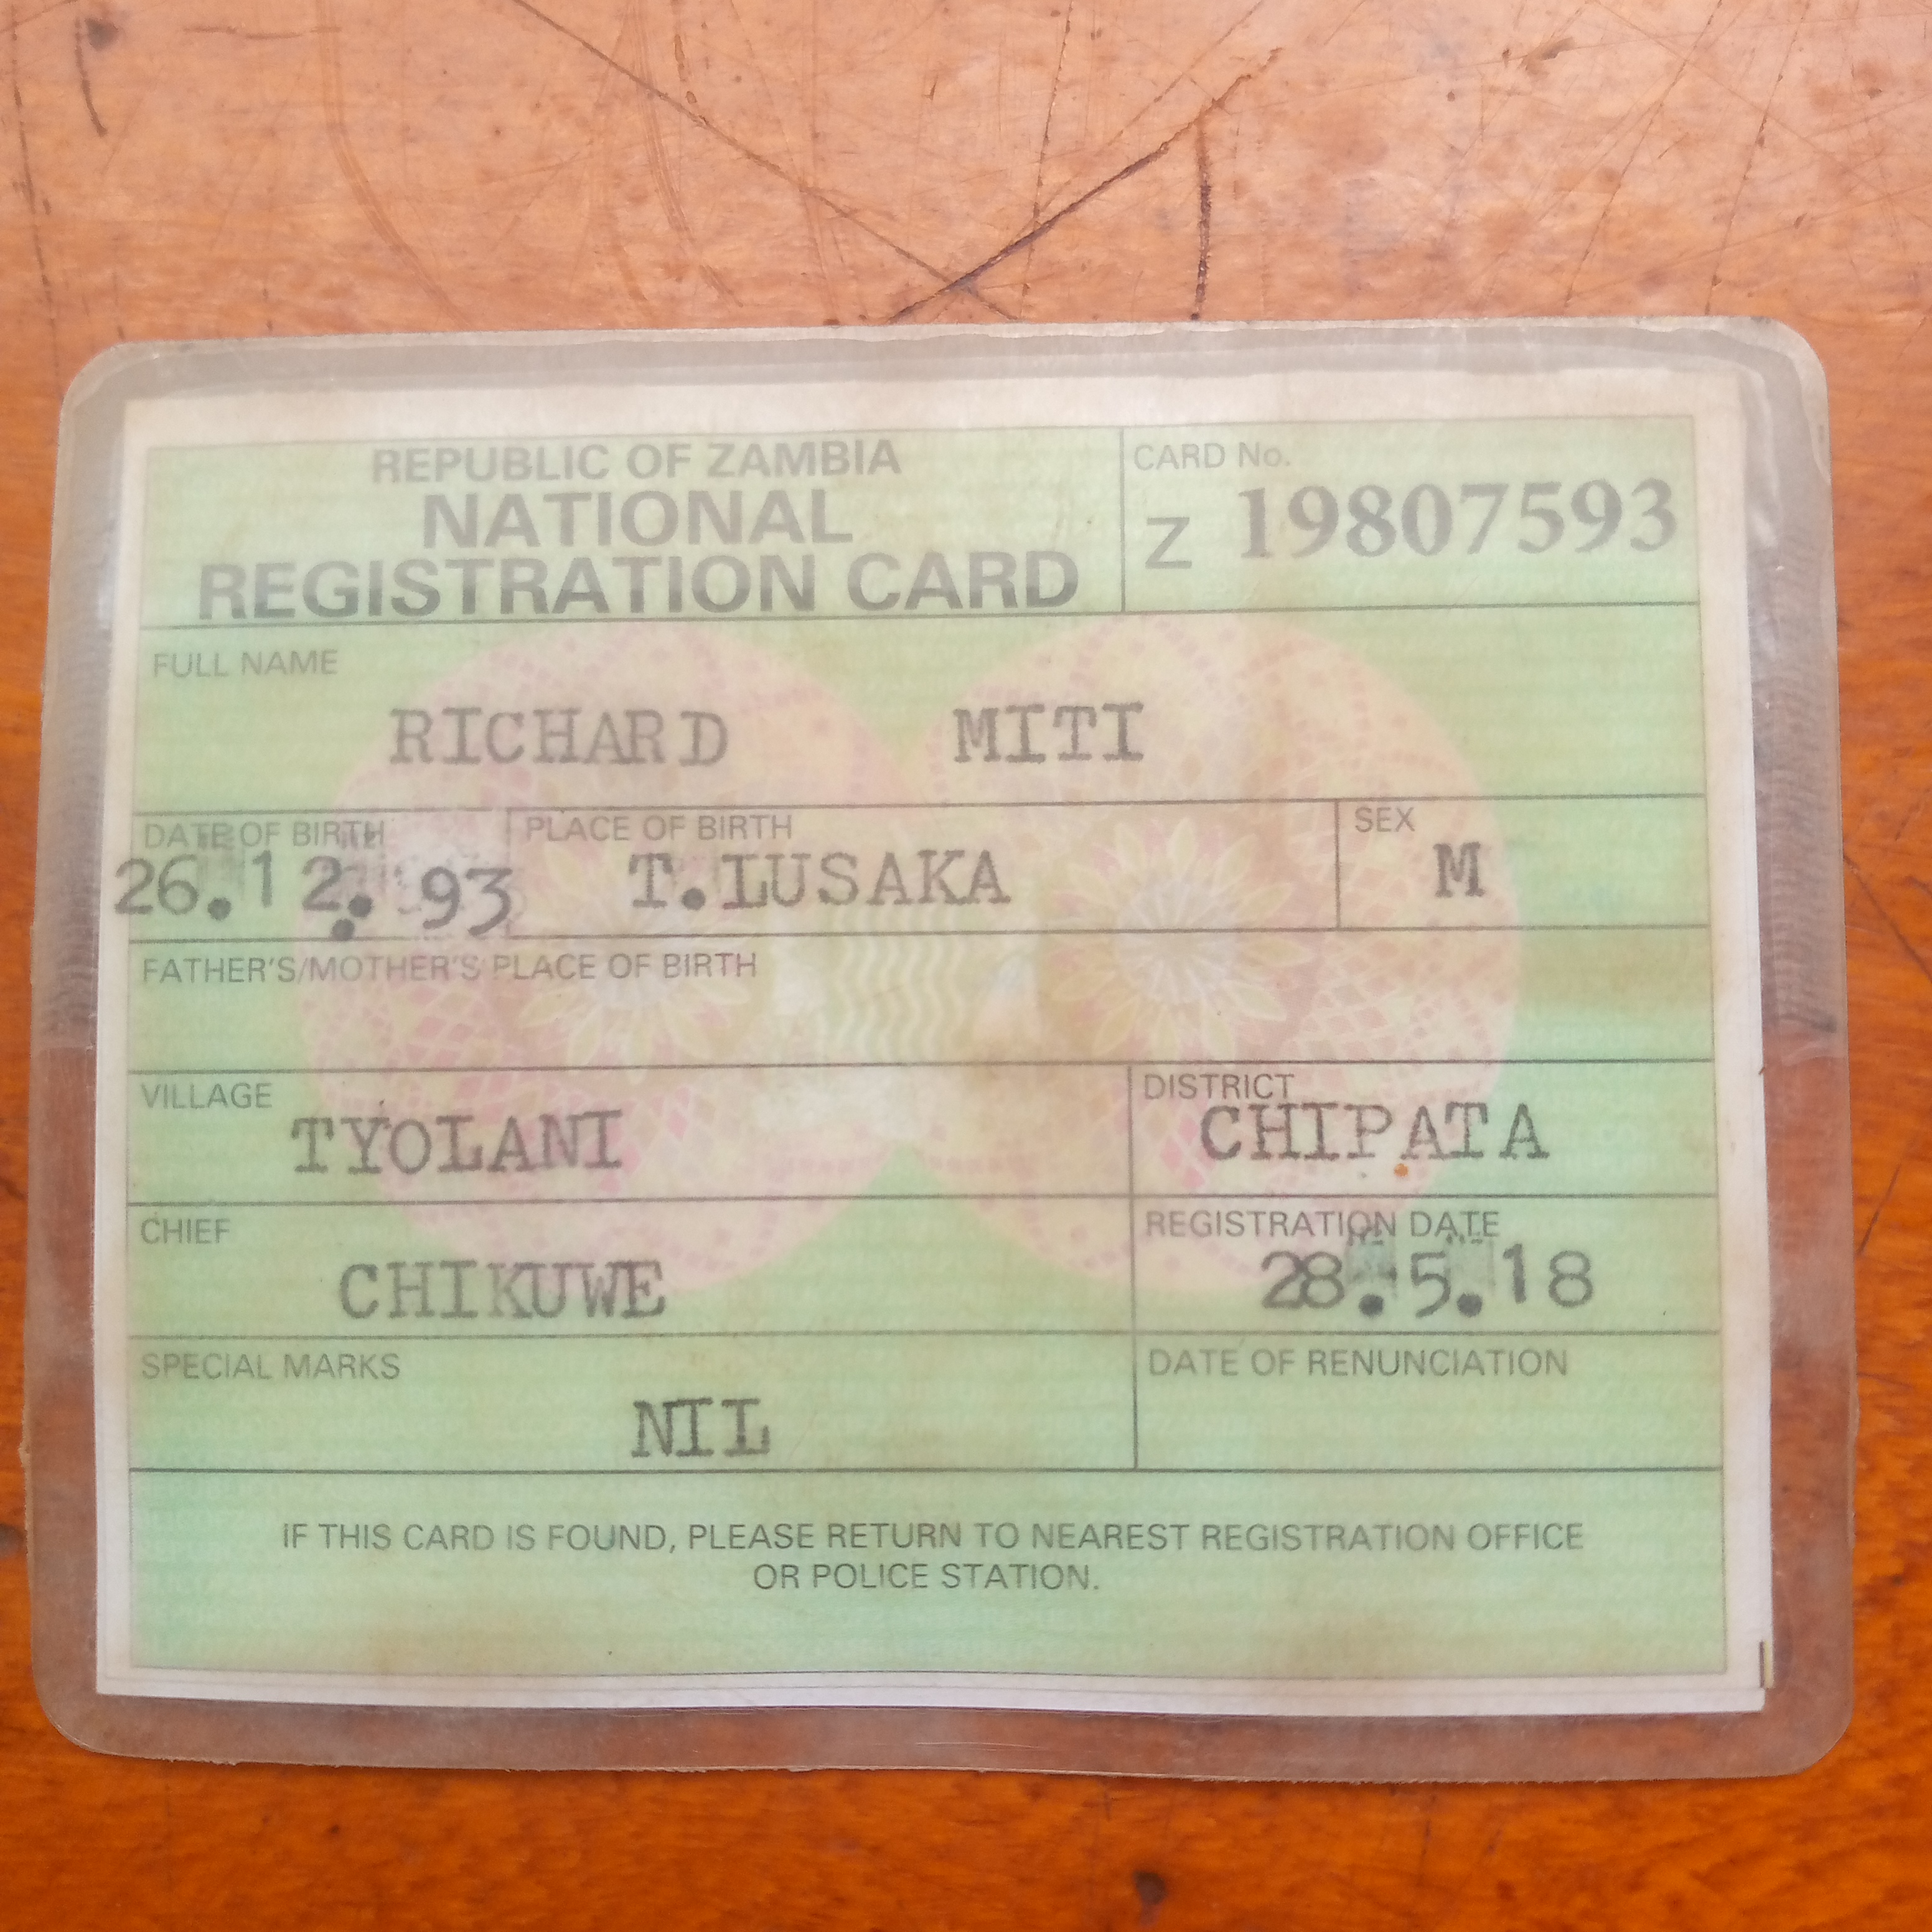 REPUBLIC OF ZAMBIA
NATIONAL
REGISTRATION CARD
CARD No.
Z 19807593
FULL NAME
RICHARD MITI
DATE OF BIRTH
26.12.93
PLACE OF BIRTH
T.LUSAKA
SEX
M
FATHER'S/MOTHER'S PLACE OF BIRTH
VILLAGE
TYOLANI
DISTRICT
CHIPATA
CHIEF
CHIKUWE
REGISTRATION DATE
28.5.18
SPECIAL MARKS
NIL
DATE OF RENUNCIATION
IF THIS CARD IS FOUND, PLEASE RETURN TO NEAREST REGISTRATION OFFICE
OR POLICE STATION.